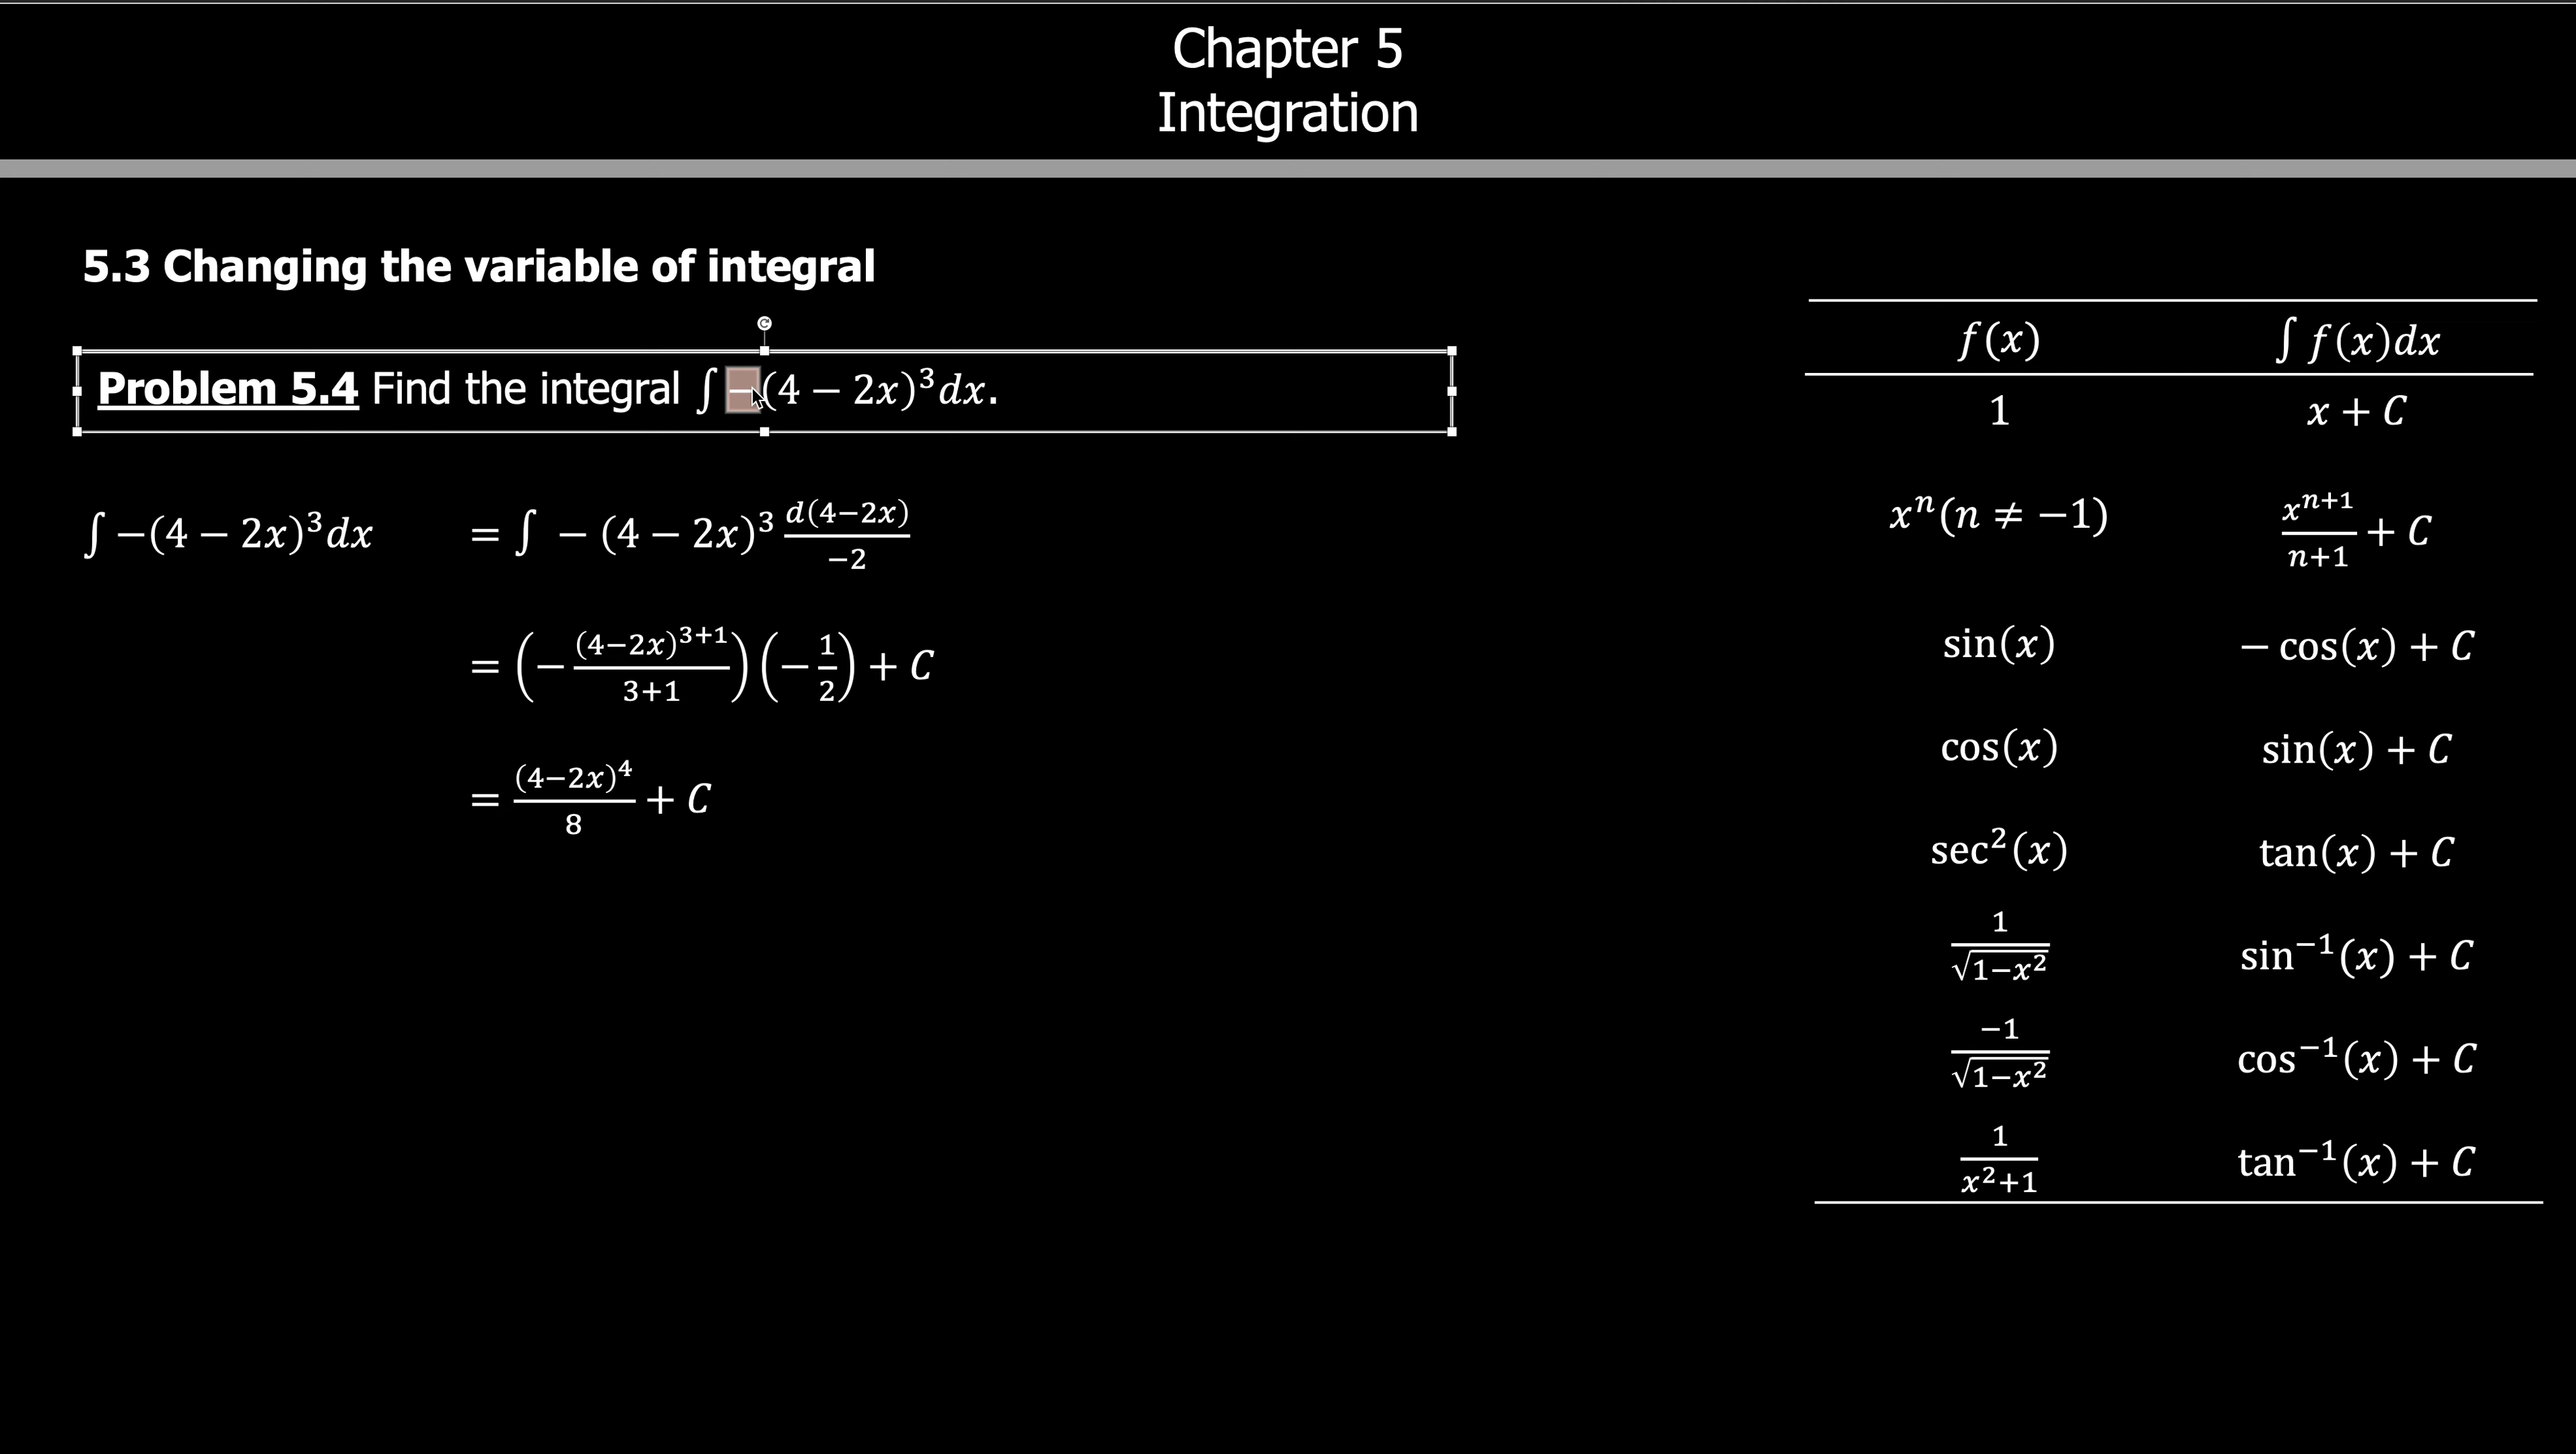 Chapter 5
Integration
5.3 Changing the variable of integral
Problem 5.4 Find the integral ∫ −(4 − 2x)³dx.
∫ −(4 − 2x)³dx = ∫ − (4 − 2x)³ d(4−2x)/−2
= (− (4−2x)³⁺¹/3+1)(− 1/2) + C
= (4−2x)⁴/8 + C
f(x) ∫ f(x)dx
1 x + C
xⁿ(n ≠ −1) xⁿ⁺¹/n+1 + C
sin(x) − cos(x) + C
cos(x) sin(x) + C
sec²(x) tan(x) + C
1/√1−x² sin⁻¹(x) + C
−1/√1−x² cos⁻¹(x) + C
1/x²+1 tan⁻¹(x) + C